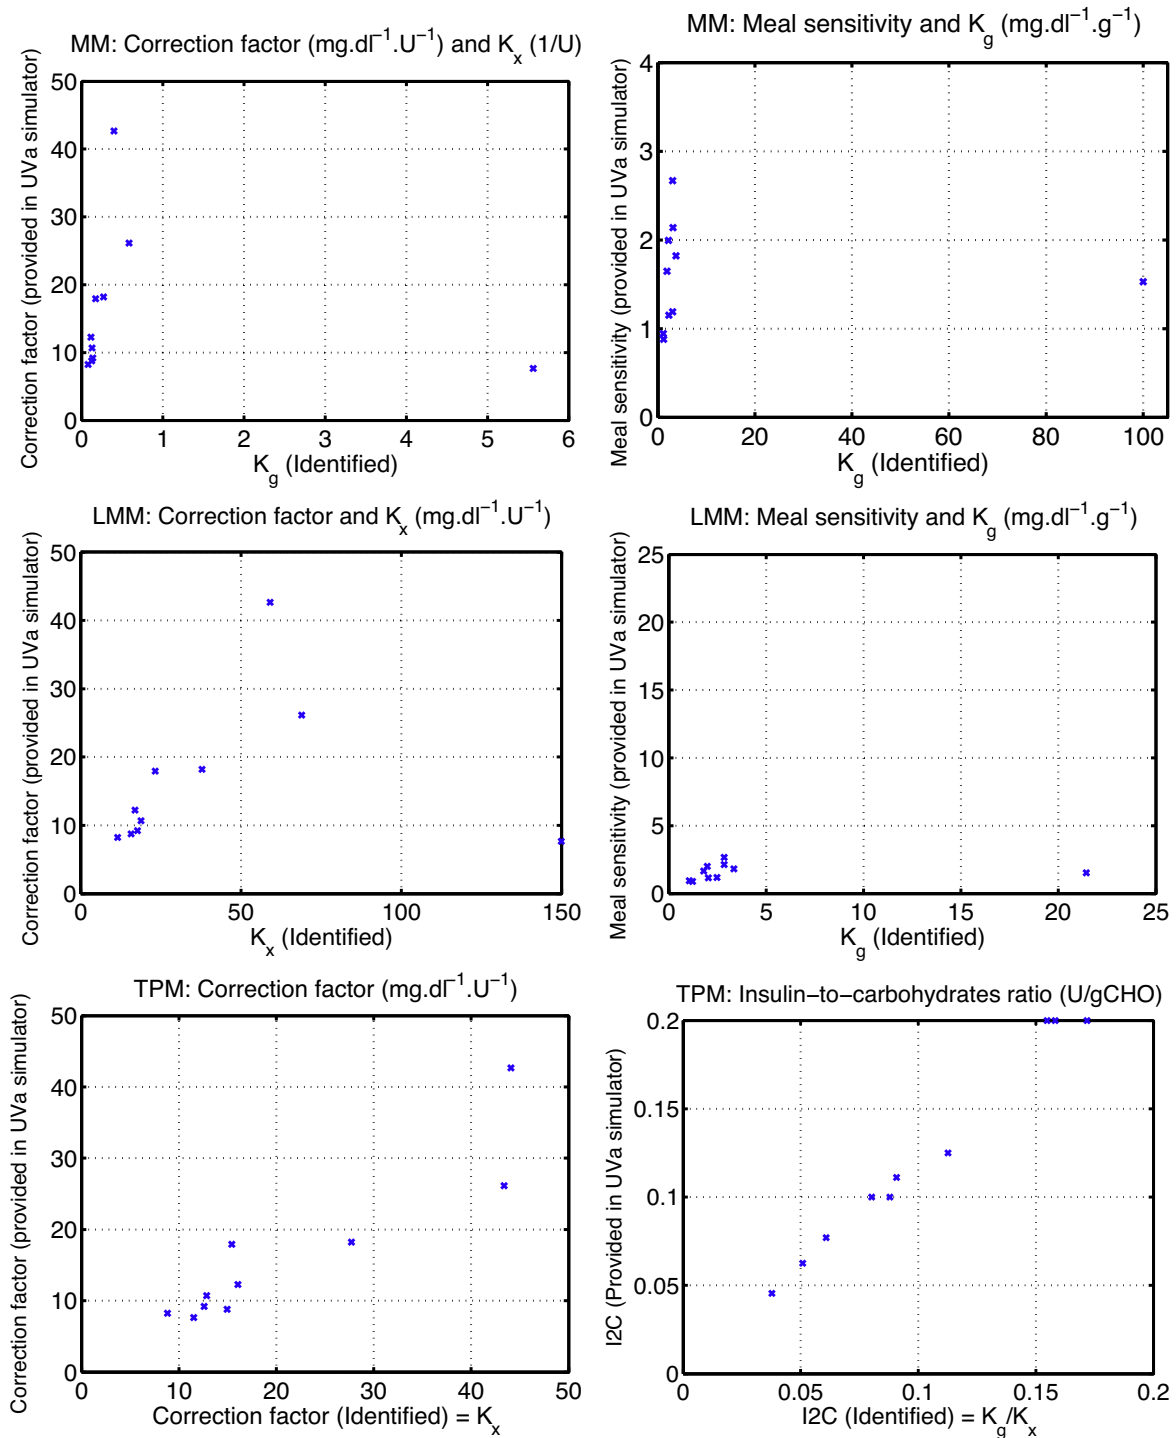 MM: Correction factor (mg.dl⁻¹.U⁻¹) and Kₓ (1/U)
Correction factor (provided in UVa simulator)
50
40
30
20
10
0
0 1 2 3 4 5 6
K_g (Identified)
MM: Meal sensitivity and K_g (mg.dl⁻¹.g⁻¹)
Meal sensitivity (provided in UVa simulator)
4
3
2
1
0
0 20 40 60 80 100
K_g (Identified)
LMM: Correction factor and Kₓ (mg.dl⁻¹.U⁻¹)
Correction factor (provided in UVa simulator)
50
40
30
20
10
0
0 50 100 150
Kₓ (Identified)
LMM: Meal sensitivity and K_g (mg.dl⁻¹.g⁻¹)
Meal sensitivity (provided in UVa simulator)
25
20
15
10
5
0
0 5 10 15 20 25
K_g (Identified)
TPM: Correction factor (mg.dl⁻¹.U⁻¹)
Correction factor (provided in UVa simulator)
50
40
30
20
10
0
0 10 20 30 40 50
Correction factor (Identified) = Kₓ
TPM: Insulin−to−carbohydrates ratio (U/gCHO)
I2C (Provided in UVa simulator)
0.2
0.15
0.1
0.05
0
0 0.05 0.1 0.15 0.2
I2C (Identified) = K_g/Kₓ